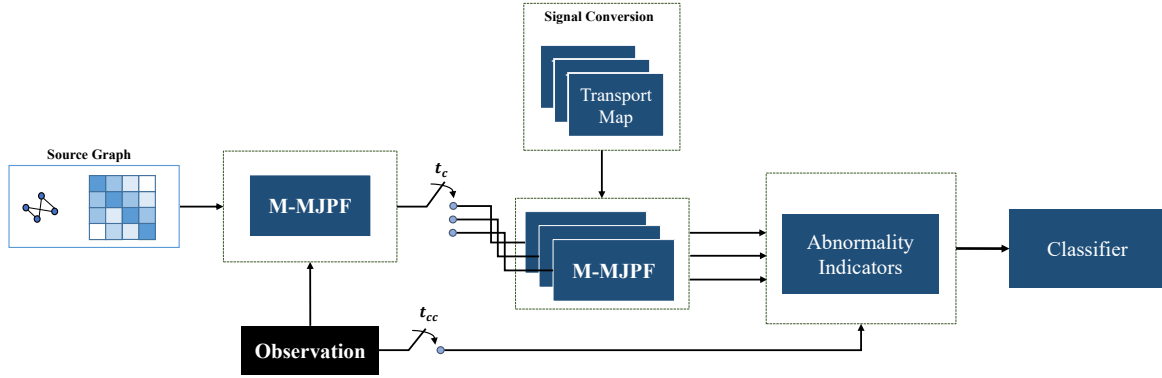 Signal Conversion
Transport
Map
Source Graph
M-MJPF
t_c
M-MJPF
Abnormality
Indicators
Classifier
t_cc
Observation